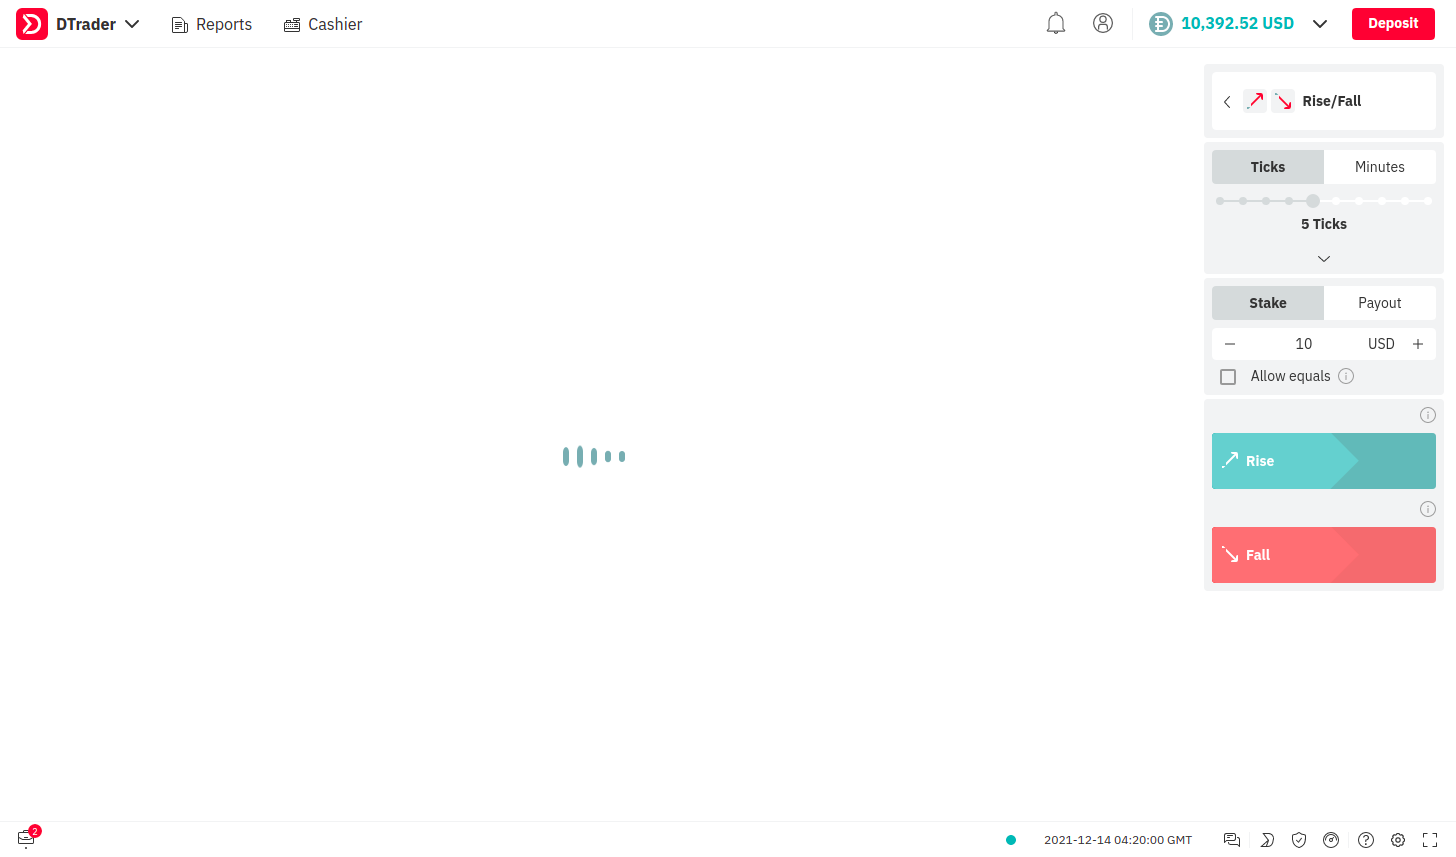 DTrader
Reports
Cashier
10,392.52 USD
Deposit
Rise/Fall
Ticks
Minutes
5 Ticks
Stake
Payout
10
USD
Allow equals
Rise
Fall
2
2021-12-14 04:20:00 GMT